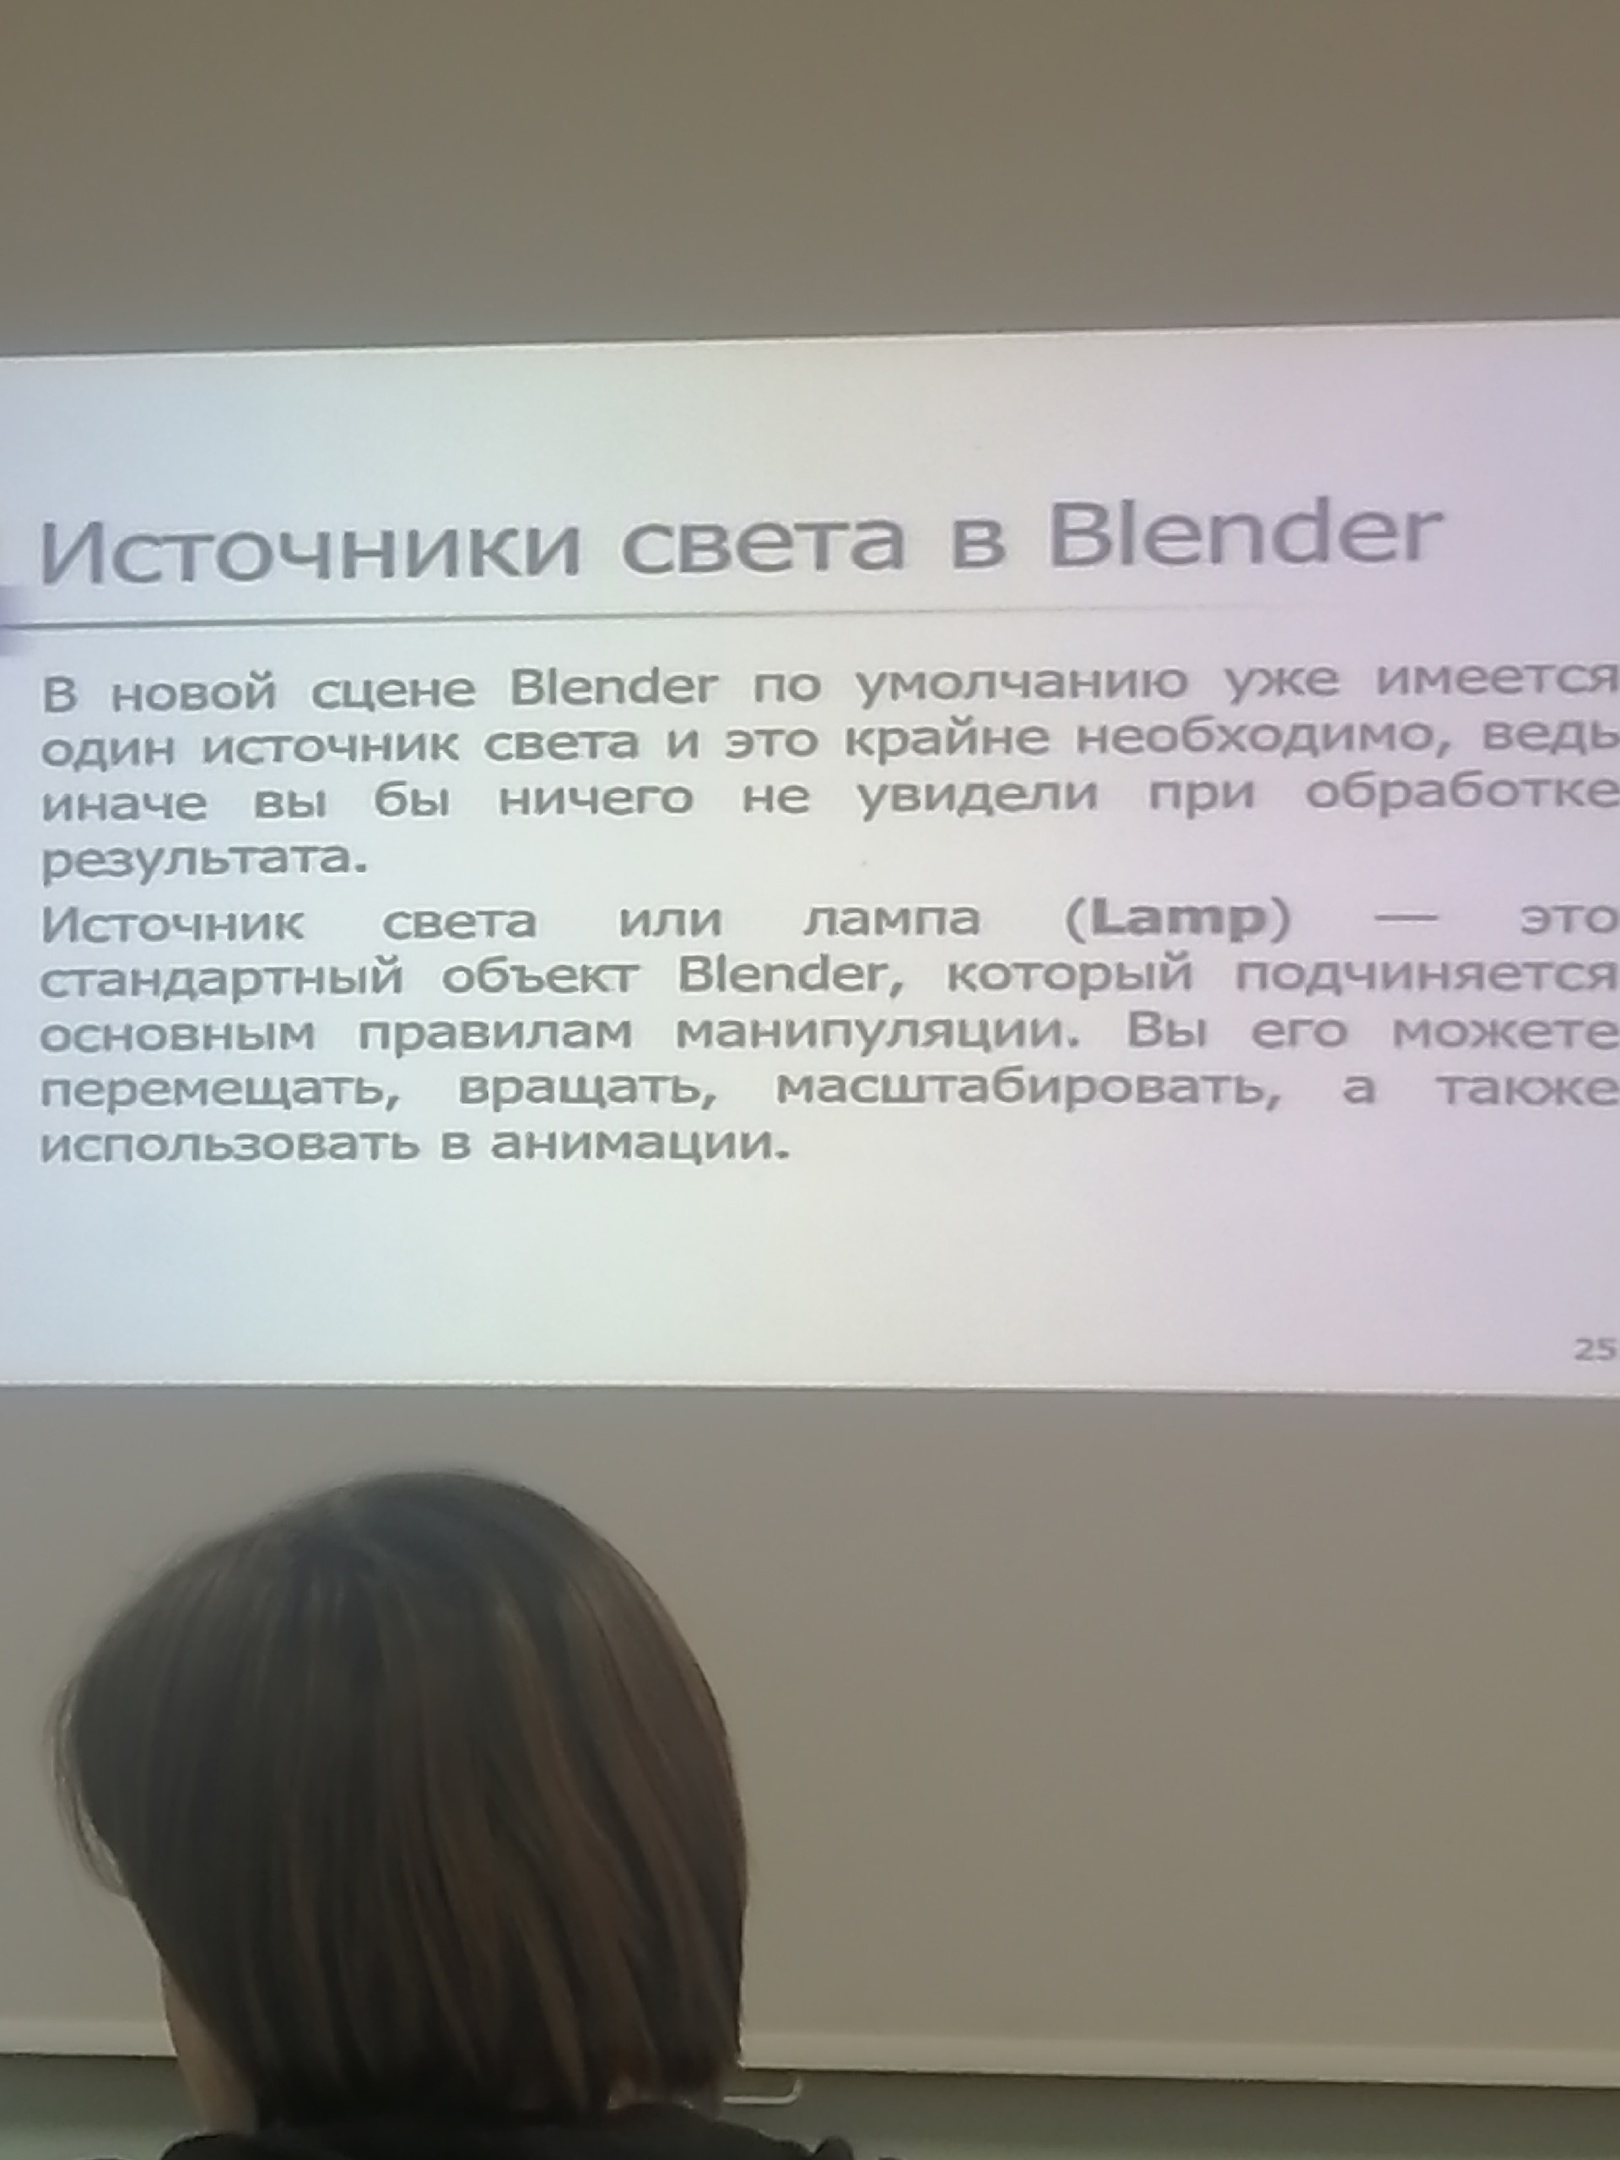 Источники света в Blender
В новой сцене Blender по умолчанию уже имеется
один источник света и это крайне необходимо, ведь
иначе вы бы ничего не увидели при обработке
результата.
Источник света или лампа (Lamp) — это
стандартный объект Blender, который подчиняется
основным правилам манипуляции. Вы его можете
перемещать, вращать, масштабировать, а также
использовать в анимации.
25